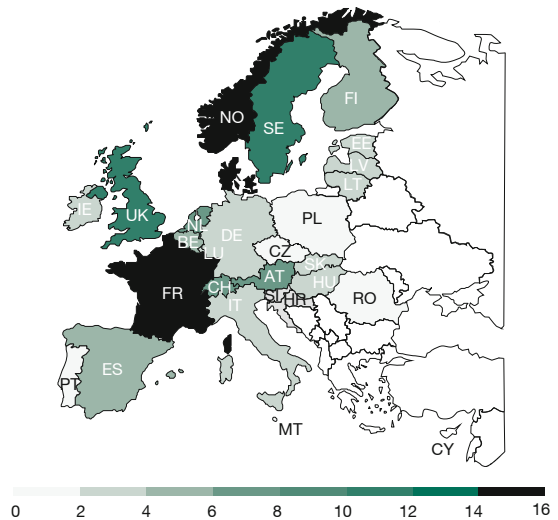 FI
NO
SE
EE
LV
LT
IE
UK
NL
BE
DE
LU
PL
CZ
SK
CH
AT
HU
FR
IT
SI
HR
RO
PT
ES
MT
CY
0 2 4 6 8 10 12 14 16